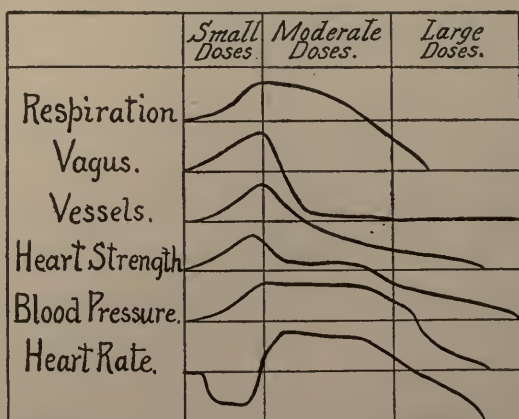 Small Doses
Moderate Doses.
Large Doses.
Respiration
Vagus.
Vessels.
Heart Strength
Blood Pressure.
Heart Rate.